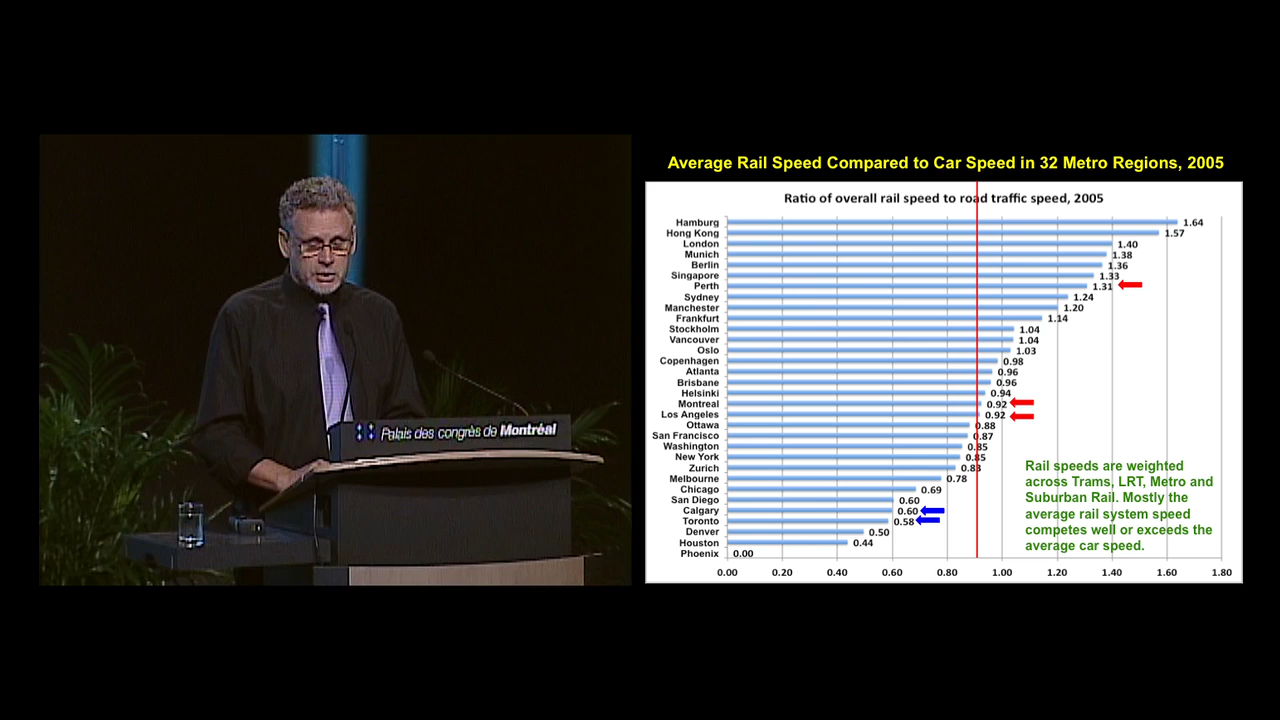 Palais des congrès de Montréal
Average Rail Speed Compared to Car Speed in 32 Metro Regions, 2005
Ratio of overall rail speed to road traffic speed, 2005
Hamburg 1.64
Hong Kong 1.57
London 1.40
Munich 1.38
Berlin 1.36
Singapore 1.33
Perth 1.31
Sydney 1.24
Manchester 1.20
Frankfurt 1.14
Stockholm 1.04
Vancouver 1.04
Oslo 1.03
Copenhagen 0.98
Atlanta 0.96
Brisbane 0.96
Helsinki 0.94
Montreal 0.92
Los Angeles 0.92
Ottawa 0.88
San Francisco 0.87
Washington 0.85
New York 0.85
Zurich 0.83
Melbourne 0.78
Chicago 0.69
San Diego 0.60
Calgary 0.60
Toronto 0.58
Denver 0.50
Houston 0.44
Phoenix 0.00
Rail speeds are weighted
across Trams, LRT, Metro and
Suburban Rail. Mostly the
average rail system speed
competes well or exceeds the
average car speed.
0.00 0.20 0.40 0.60 0.80 1.00 1.20 1.40 1.60 1.80